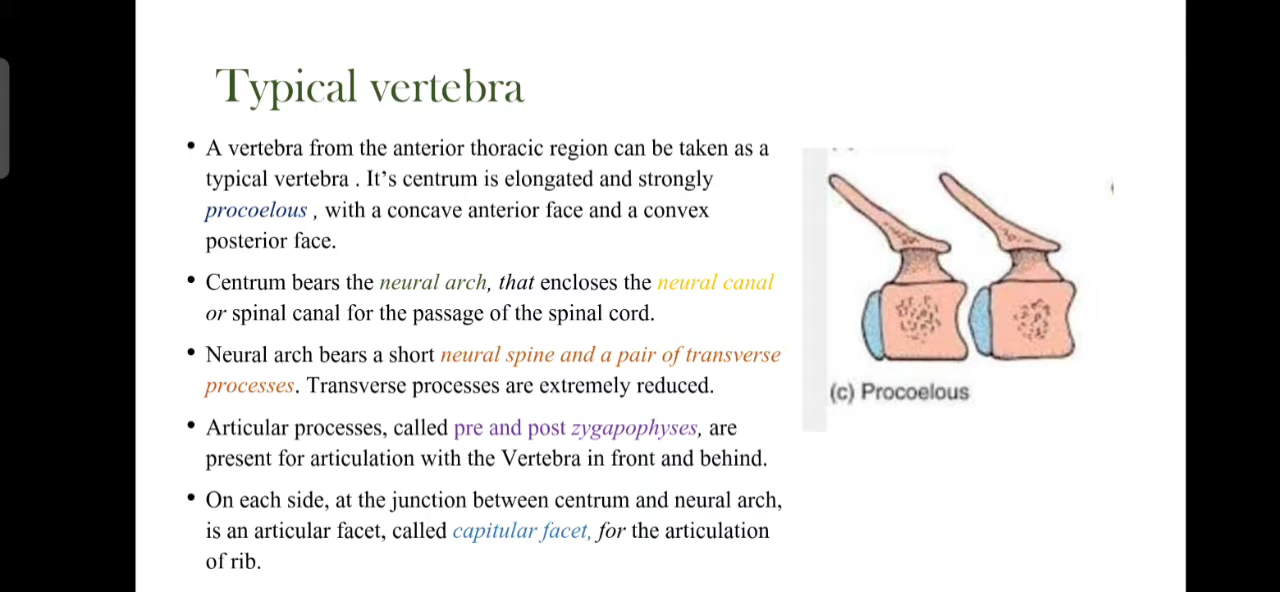 Typical vertebra
• A vertebra from the anterior thoracic region can be taken as a
typical vertebra . It’s centrum is elongated and strongly
procoelous , with a concave anterior face and a convex
posterior face.
• Centrum bears the neural arch, that encloses the neural canal
or spinal canal for the passage of the spinal cord.
• Neural arch bears a short neural spine and a pair of transverse
processes. Transverse processes are extremely reduced.
• Articular processes, called pre and post zygapophyses, are
present for articulation with the Vertebra in front and behind.
• On each side, at the junction between centrum and neural arch,
is an articular facet, called capitular facet, for the articulation
of rib.
(c) Procoelous